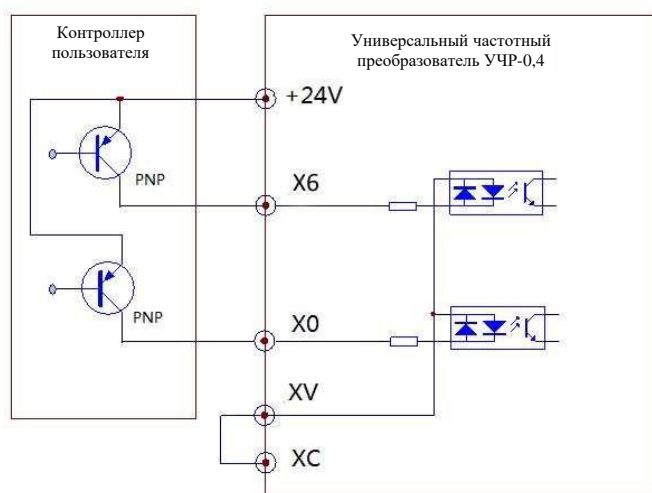 Контроллер
пользователя
Универсальный частотный
преобразователь УЧР-0,4
+24V
PNP
X6
PNP
X0
XV
XC